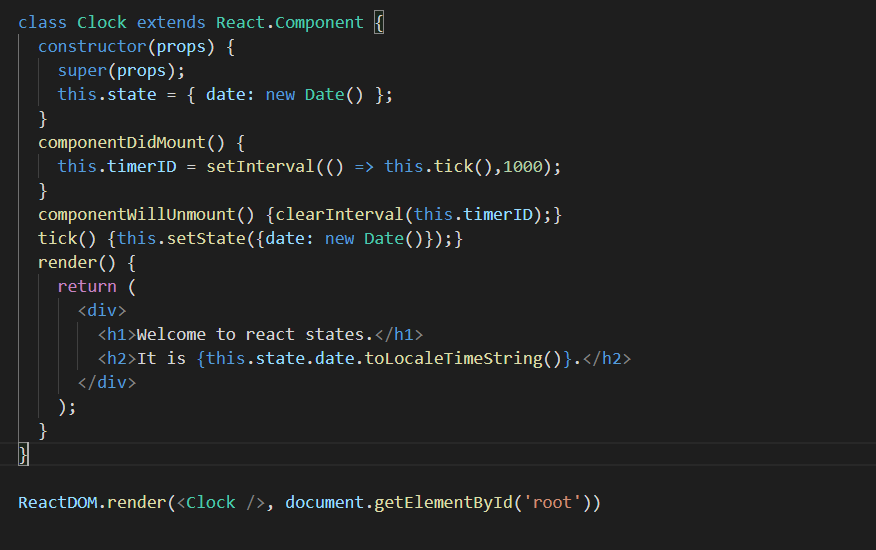 class Clock extends React.Component {
  constructor(props) {
    super(props);
    this.state = { date: new Date() };
  }
  componentDidMount() {
    this.timerID = setInterval(() => this.tick(),1000);
  }
  componentWillUnmount() {clearInterval(this.timerID);}
  tick() {this.setState({date: new Date()});}
  render() {
    return (
      <div>
        <h1>Welcome to react states.</h1>
        <h2>It is {this.state.date.toLocaleTimeString()}.</h2>
      </div>
    );
  }
}

ReactDOM.render(<Clock />, document.getElementById('root'))